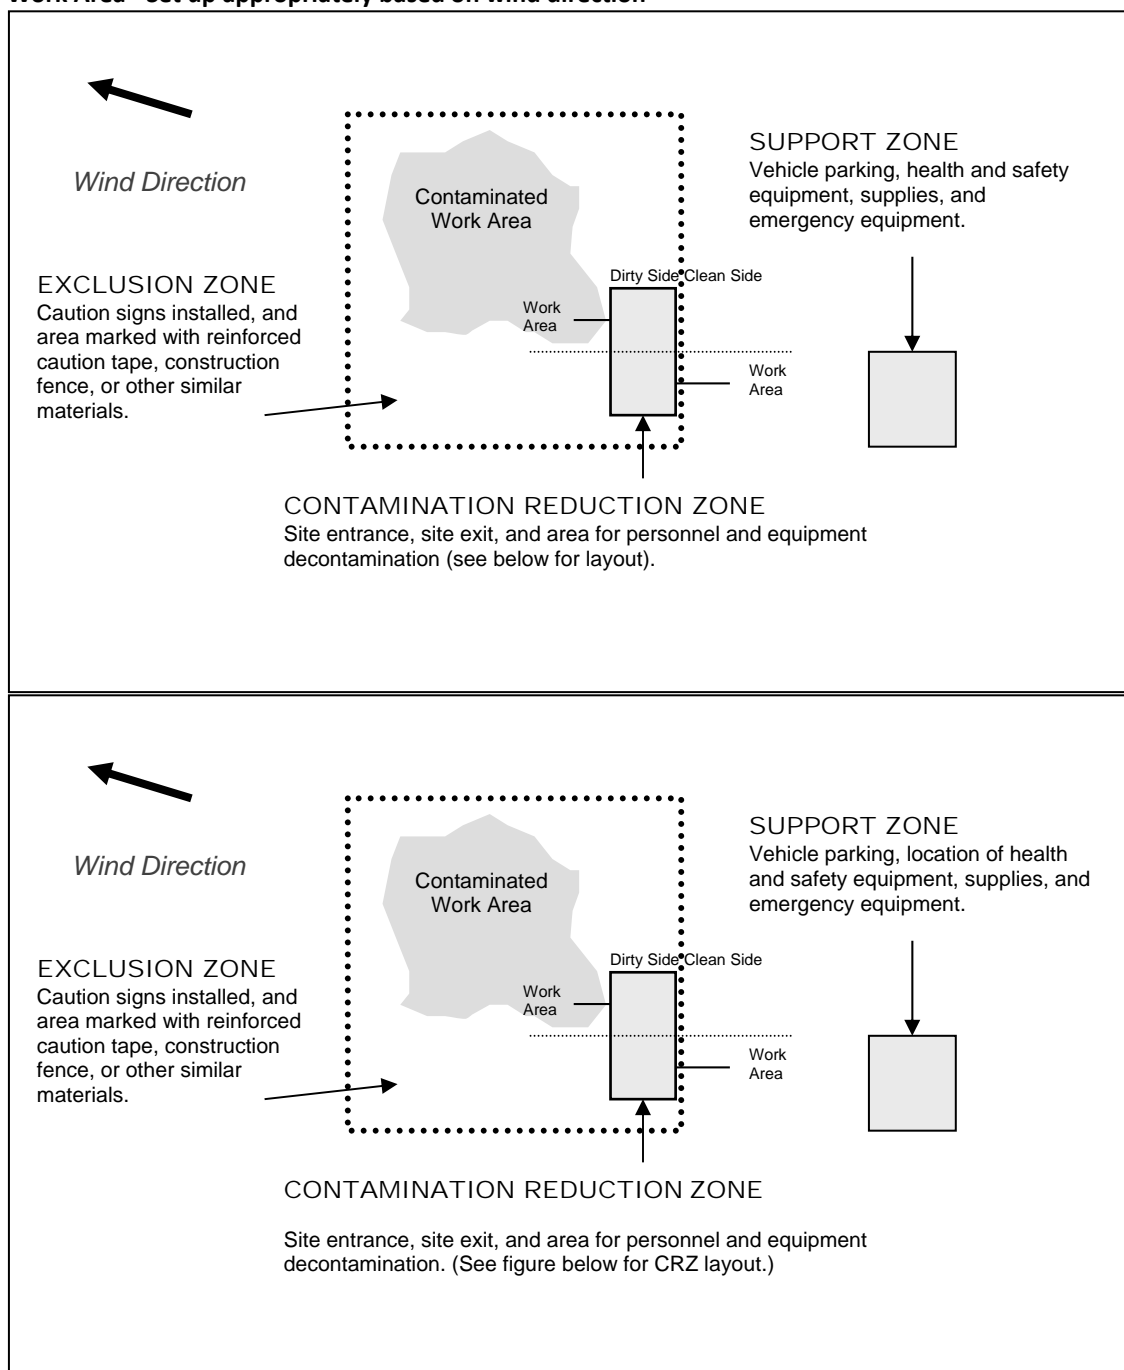 Work Area - Set up appropriately based on wind direction
Wind Direction
Contaminated
Work Area
SUPPORT ZONE
Vehicle parking, health and safety
equipment, supplies, and
emergency equipment.
EXCLUSION ZONE
Caution signs installed, and
area marked with reinforced
caution tape, construction
fence, or other similar
materials.
Dirty Side Clean Side
Work
Area
Work
Area
CONTAMINATION REDUCTION ZONE
Site entrance, site exit, and area for personnel and equipment
decontamination (see below for layout).
Wind Direction
Contaminated
Work Area
SUPPORT ZONE
Vehicle parking, location of health
and safety equipment, supplies, and
emergency equipment.
EXCLUSION ZONE
Caution signs installed, and
area marked with reinforced
caution tape, construction
fence, or other similar
materials.
Dirty Side Clean Side
Work
Area
Work
Area
CONTAMINATION REDUCTION ZONE
Site entrance, site exit, and area for personnel and equipment
decontamination. (See figure below for CRZ layout.)